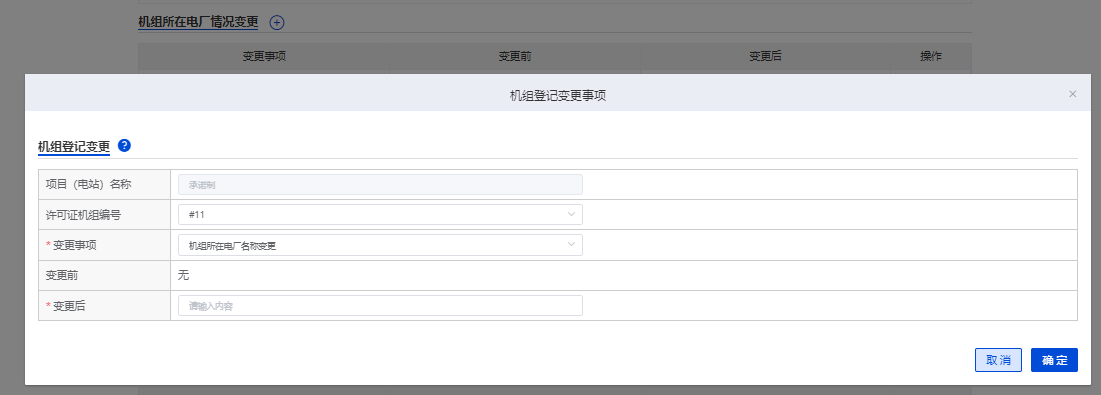 机组所在电厂情况变更
变更事项 变更前 变更后 操作
机组登记变更事项
机组登记变更
项目（电站）名称 承诺制
许可证机组编号 #11
* 变更事项 机组所在电厂名称变更
变更前 无
* 变更后 请输入内容
取消 确定